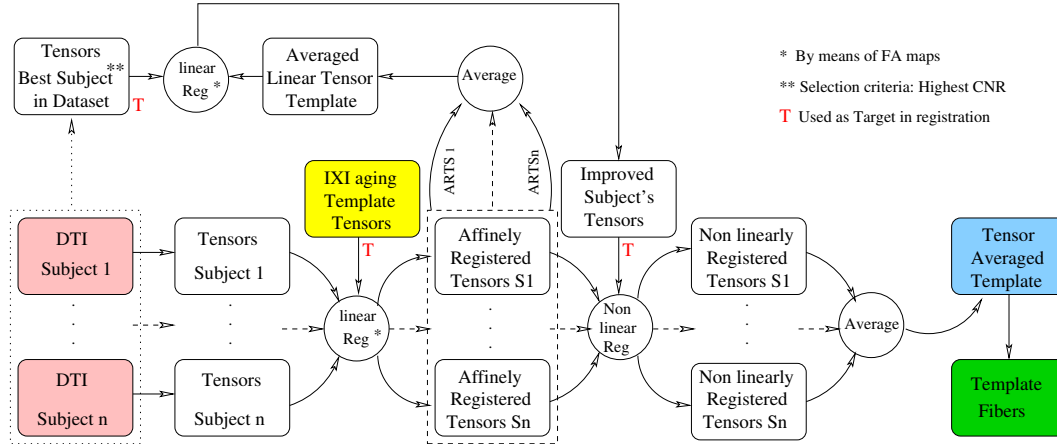 Tensors
Best Subject **
in Dataset
T
linear
Reg *
Averaged
Linear Tensor
Template
Average
* By means of FA maps
** Selection criteria: Highest CNR
T Used as Target in registration
ARTS 1
ARTSn
IXI aging
Template
Tensors
T
Improved
Subject's
Tensors
T
DTI
Subject 1
Tensors
Subject 1
Affinely
Registered
Tensors S1
Non linearly
Registered
Tensors S1
Tensor
Averaged
Template
linear
Reg *
Non
linear
Reg
Average
DTI
Subject n
Tensors
Subject n
Affinely
Registered
Tensors Sn
Non linearly
Registered
Tensors Sn
Template
Fibers